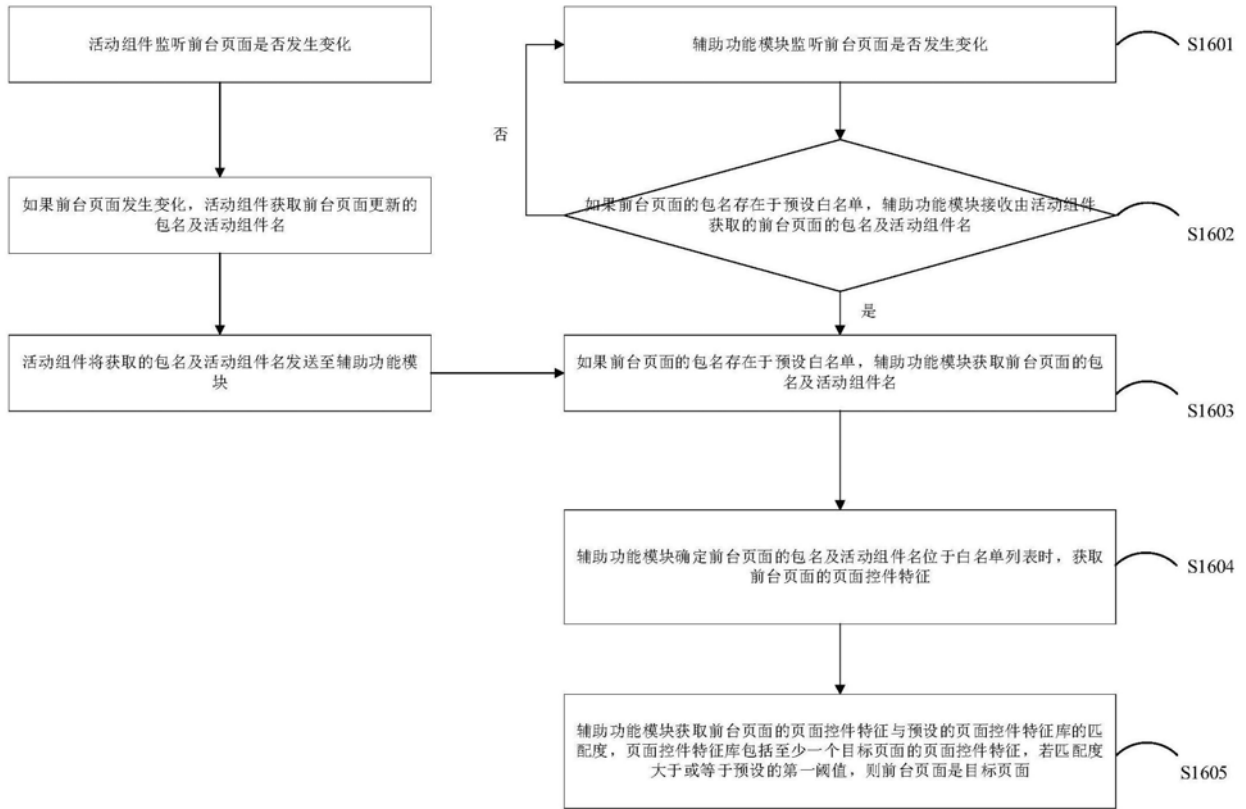 活动组件监听前台页面是否发生变化
如果前台页面发生变化，活动组件获取前台页面更新的
包名及活动组件名
活动组件将获取的包名及活动组件名发送至辅助功能模
块
辅助功能模块监听前台页面是否发生变化
S1601
否
如果前台页面的包名存在于预设白名单，辅助功能模块接收由活动组件
获取的前台页面的包名及活动组件名
S1602
是
如果前台页面的包名存在于预设白名单，辅助功能模块获取前台页面的包
名及活动组件名
S1603
辅助功能模块确定前台页面的包名及活动组件名位于白名单列表时，获取
前台页面的页面控件特征
S1604
辅助功能模块获取前台页面的页面控件特征与预设的页面控件特征库的匹
配度，页面控件特征库包括至少一个目标页面的页面控件特征，若匹配度
大于或等于预设的第一阈值，则前台页面是目标页面
S1605